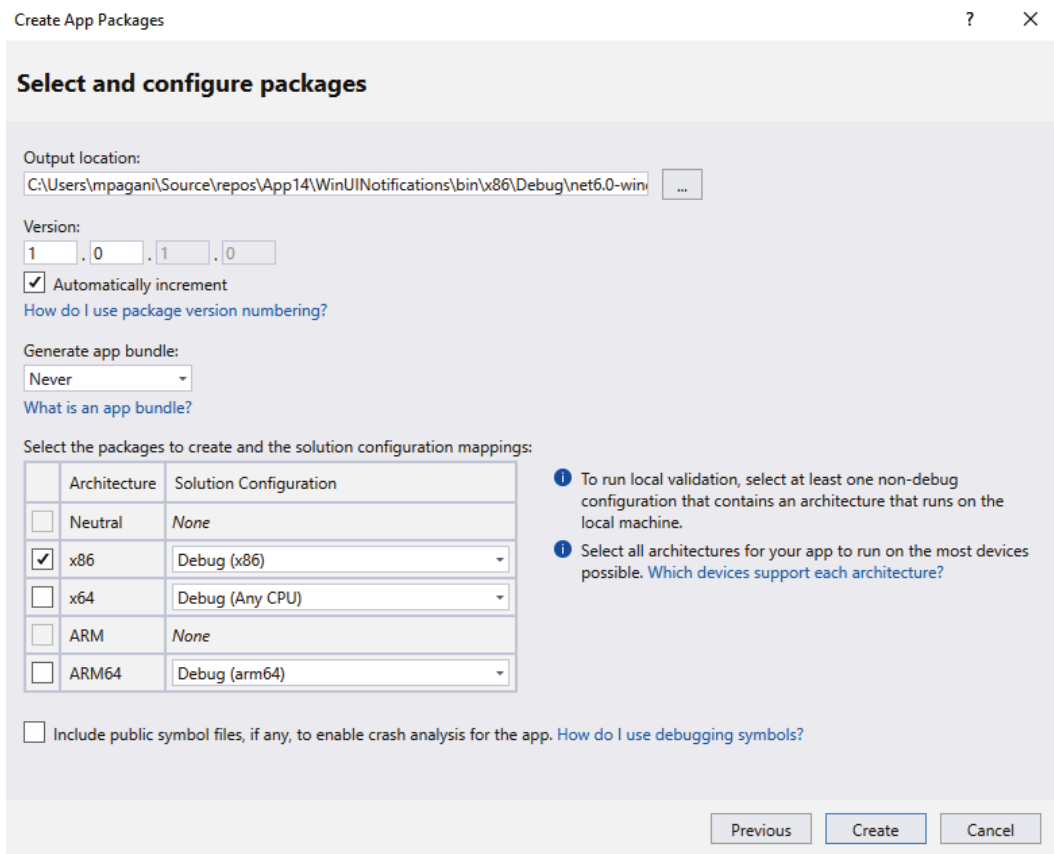 Create App Packages
?
Select and configure packages
Output location:
C:\Users\mpagani\Source\repos\App14\WinUINotifications\bin\x86\Debug\net6.0-win
...
Version:
1 . 0 . 1 . 0
Automatically increment
How do I use package version numbering?
Generate app bundle:
Never
What is an app bundle?
Select the packages to create and the solution configuration mappings:
Architecture Solution Configuration
Neutral None
x86 Debug (x86)
x64 Debug (Any CPU)
ARM None
ARM64 Debug (arm64)
To run local validation, select at least one non-debug
configuration that contains an architecture that runs on the
local machine.
Select all architectures for your app to run on the most devices
possible. Which devices support each architecture?
Include public symbol files, if any, to enable crash analysis for the app. How do I use debugging symbols?
Previous Create Cancel